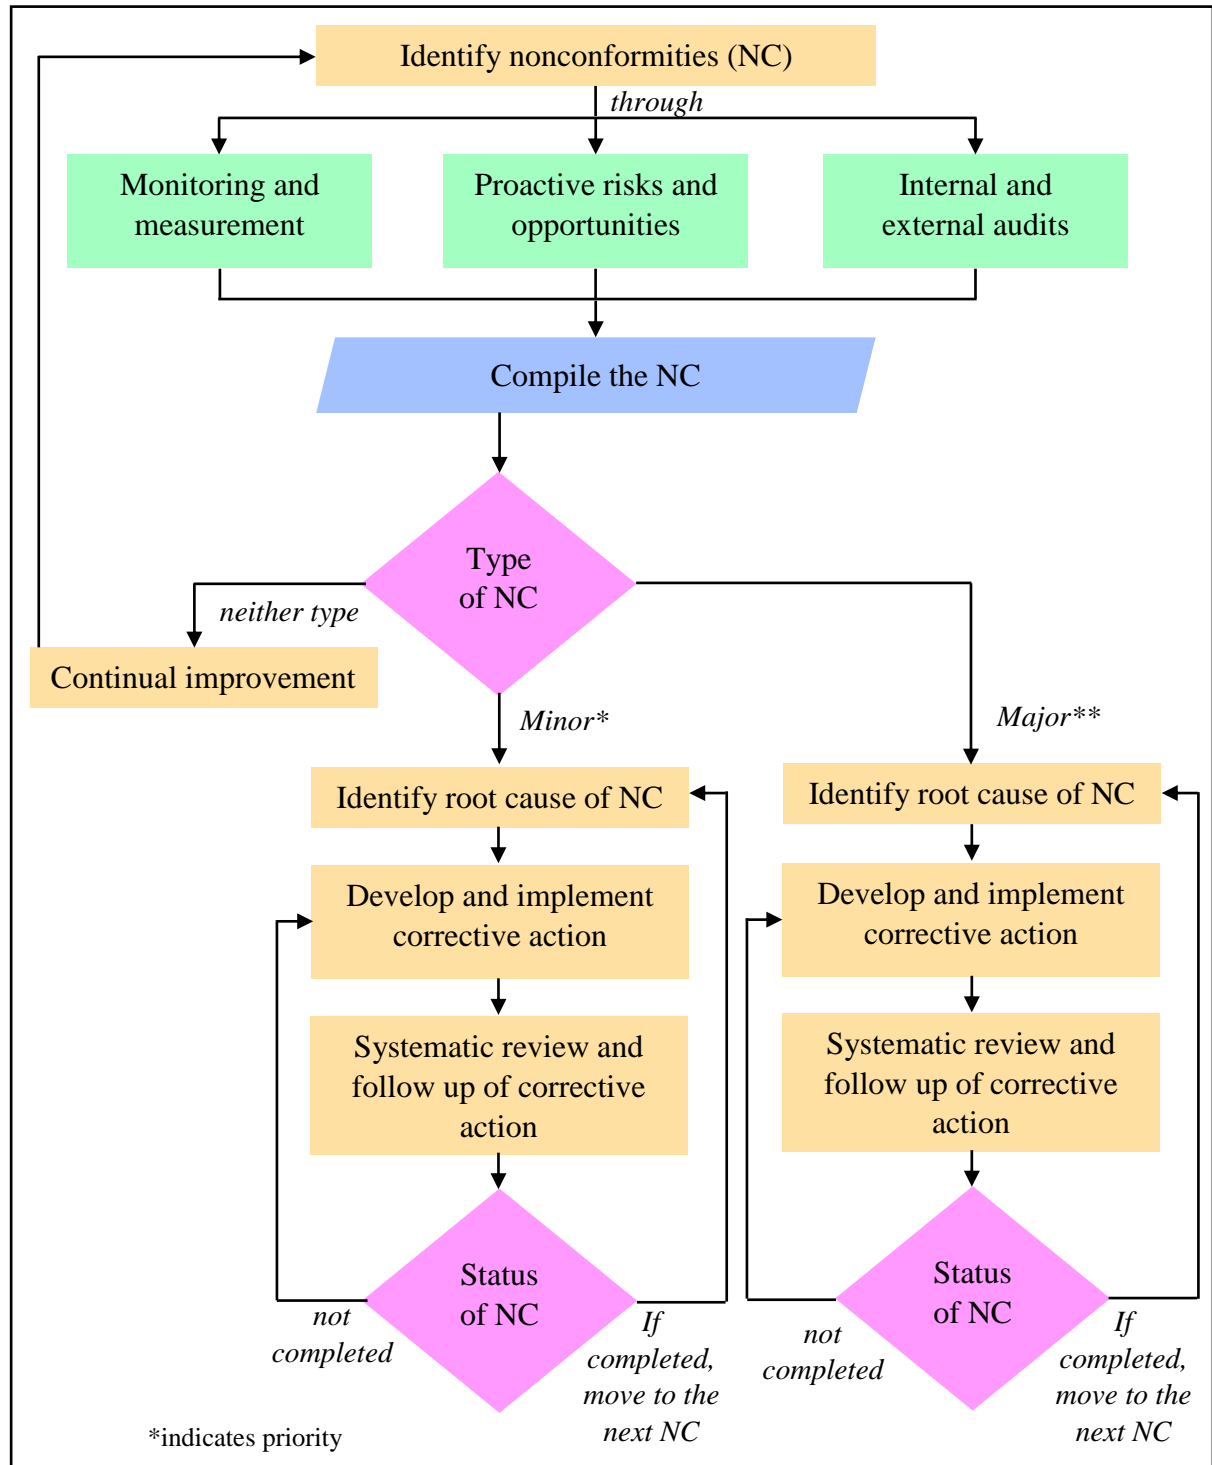 Identify nonconformities (NC)
through
Monitoring and
measurement
Proactive risks and
opportunities
Internal and
external audits
Compile the NC
Type
of NC
neither type
Continual improvement
Minor*
Major**
Identify root cause of NC
Develop and implement
corrective action
Systematic review and
follow up of corrective
action
Status
of NC
not
completed
If
completed,
move to the
next NC
Identify root cause of NC
Develop and implement
corrective action
Systematic review and
follow up of corrective
action
Status
of NC
not
completed
If
completed,
move to the
next NC
*indicates priority